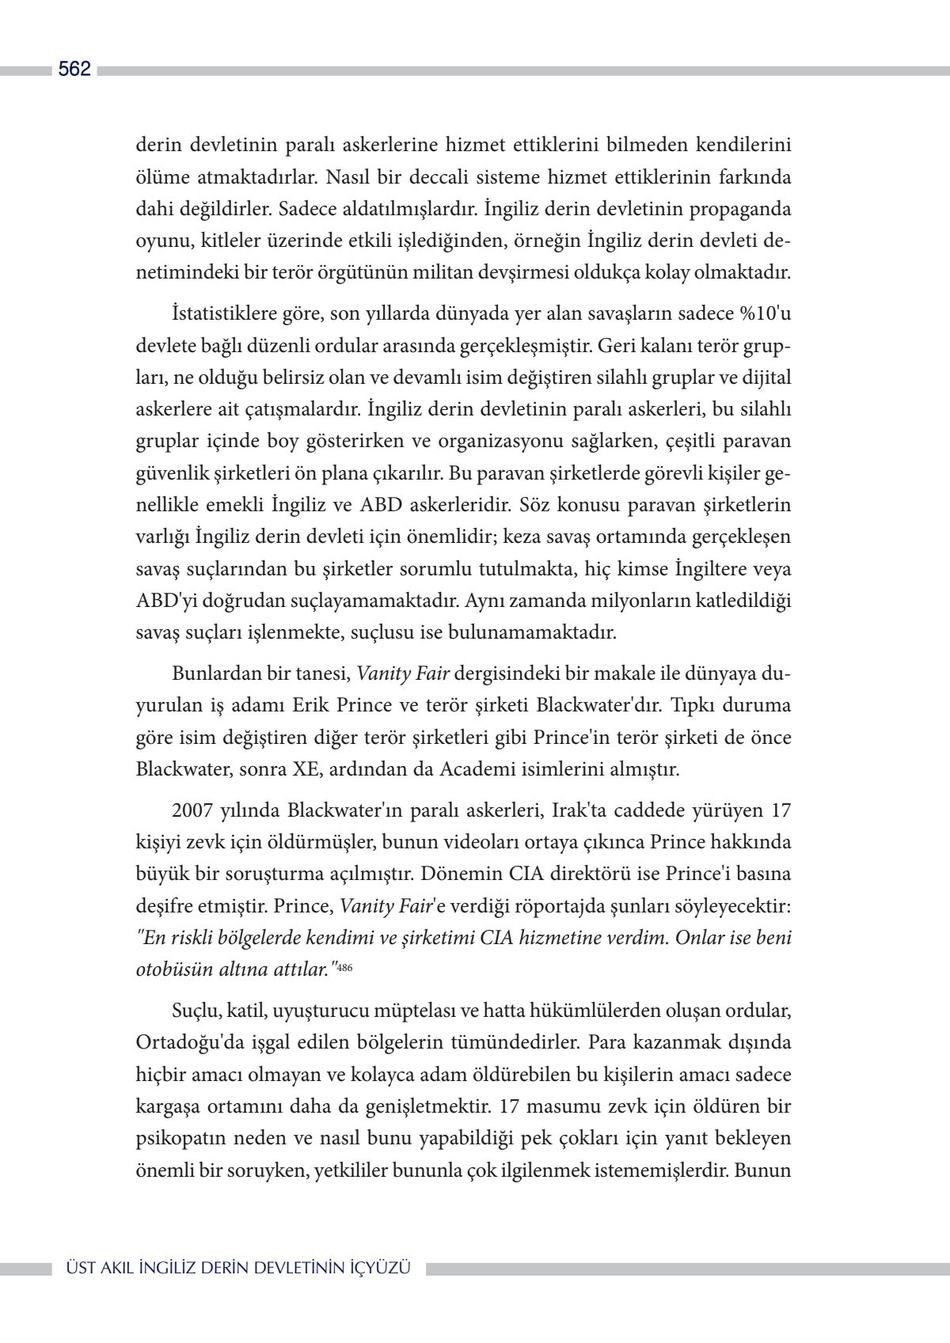 562
derin devletinin paralı askerlerine hizmet ettiklerini bilmeden kendilerini
ölüme atmaktadırlar. Nasıl bir deccali sisteme hizmet ettiklerinin farkında
dahi değildirler. Sadece aldatılmışlardır. İngiliz derin devletinin propaganda
oyunu, kitleler üzerinde etkili işlediğinden, örneğin İngiliz derin devleti de-
netimindeki bir terör örgütünün militan devşirmesi oldukça kolay olmaktadır.
İstatistiklere göre, son yıllarda dünyada yer alan savaşların sadece %10'u
devlete bağlı düzenli ordular arasında gerçekleşmiştir. Geri kalanı terör grup-
ları, ne olduğu belirsiz olan ve devamlı isim değiştiren silahlı gruplar ve dijital
askerlere ait çatışmalardır. İngiliz derin devletinin paralı askerleri, bu silahlı
gruplar içinde boy gösterirken ve organizasyonu sağlarken, çeşitli paravan
güvenlik şirketleri ön plana çıkarılır. Bu paravan şirketlerde görevli kişiler ge-
nellikle emekli İngiliz ve ABD askerleridir. Söz konusu paravan şirketlerin
varlığı İngiliz derin devleti için önemlidir; keza savaş ortamında gerçekleşen
savaş suçlarından bu şirketler sorumlu tutulmakta, hiç kimse İngiltere veya
ABD'yi doğrudan suçlayamamaktadır. Aynı zamanda milyonların katledildiği
savaş suçları işlenmekte, suçlusu ise bulunamamaktadır.
Bunlardan bir tanesi, Vanity Fair dergisindeki bir makale ile dünyaya du-
yurulan iş adamı Erik Prince ve terör şirketi Blackwater'dır. Tıpkı duruma
göre isim değiştiren diğer terör şirketleri gibi Prince'in terör şirketi de önce
Blackwater, sonra XE, ardından da Academi isimlerini almıştır.
2007 yılında Blackwater'ın paralı askerleri, Irak'ta caddede yürüyen 17
kişiyi zevk için öldürmüşler, bunun videoları ortaya çıkınca Prince hakkında
büyük bir soruşturma açılmıştır. Dönemin CIA direktörü ise Prince'i basına
deşifre etmiştir. Prince, Vanity Fair'e verdiği röportajda şunları söyleyecektir:
"En riskli bölgelerde kendimi ve şirketimi CIA hizmetine verdim. Onlar ise beni
otobüsün altına attılar."486
Suçlu, katil, uyuşturucu müptelası ve hatta hükümlülerden oluşan ordular,
Ortadoğu'da işgal edilen bölgelerin tümündedirler. Para kazanmak dışında
hiçbir amacı olmayan ve kolayca adam öldürebilen bu kişilerin amacı sadece
kargaşa ortamını daha da genişletmektir. 17 masumu zevk için öldüren bir
psikopatın neden ve nasıl bunu yapabildiği pek çokları için yanıt bekleyen
önemli bir soruyken, yetkililer bununla çok ilgilenmek istememişlerdir. Bunun
ÜST AKIL İNGİLİZ DERİN DEVLETİNİN İÇYÜZÜ